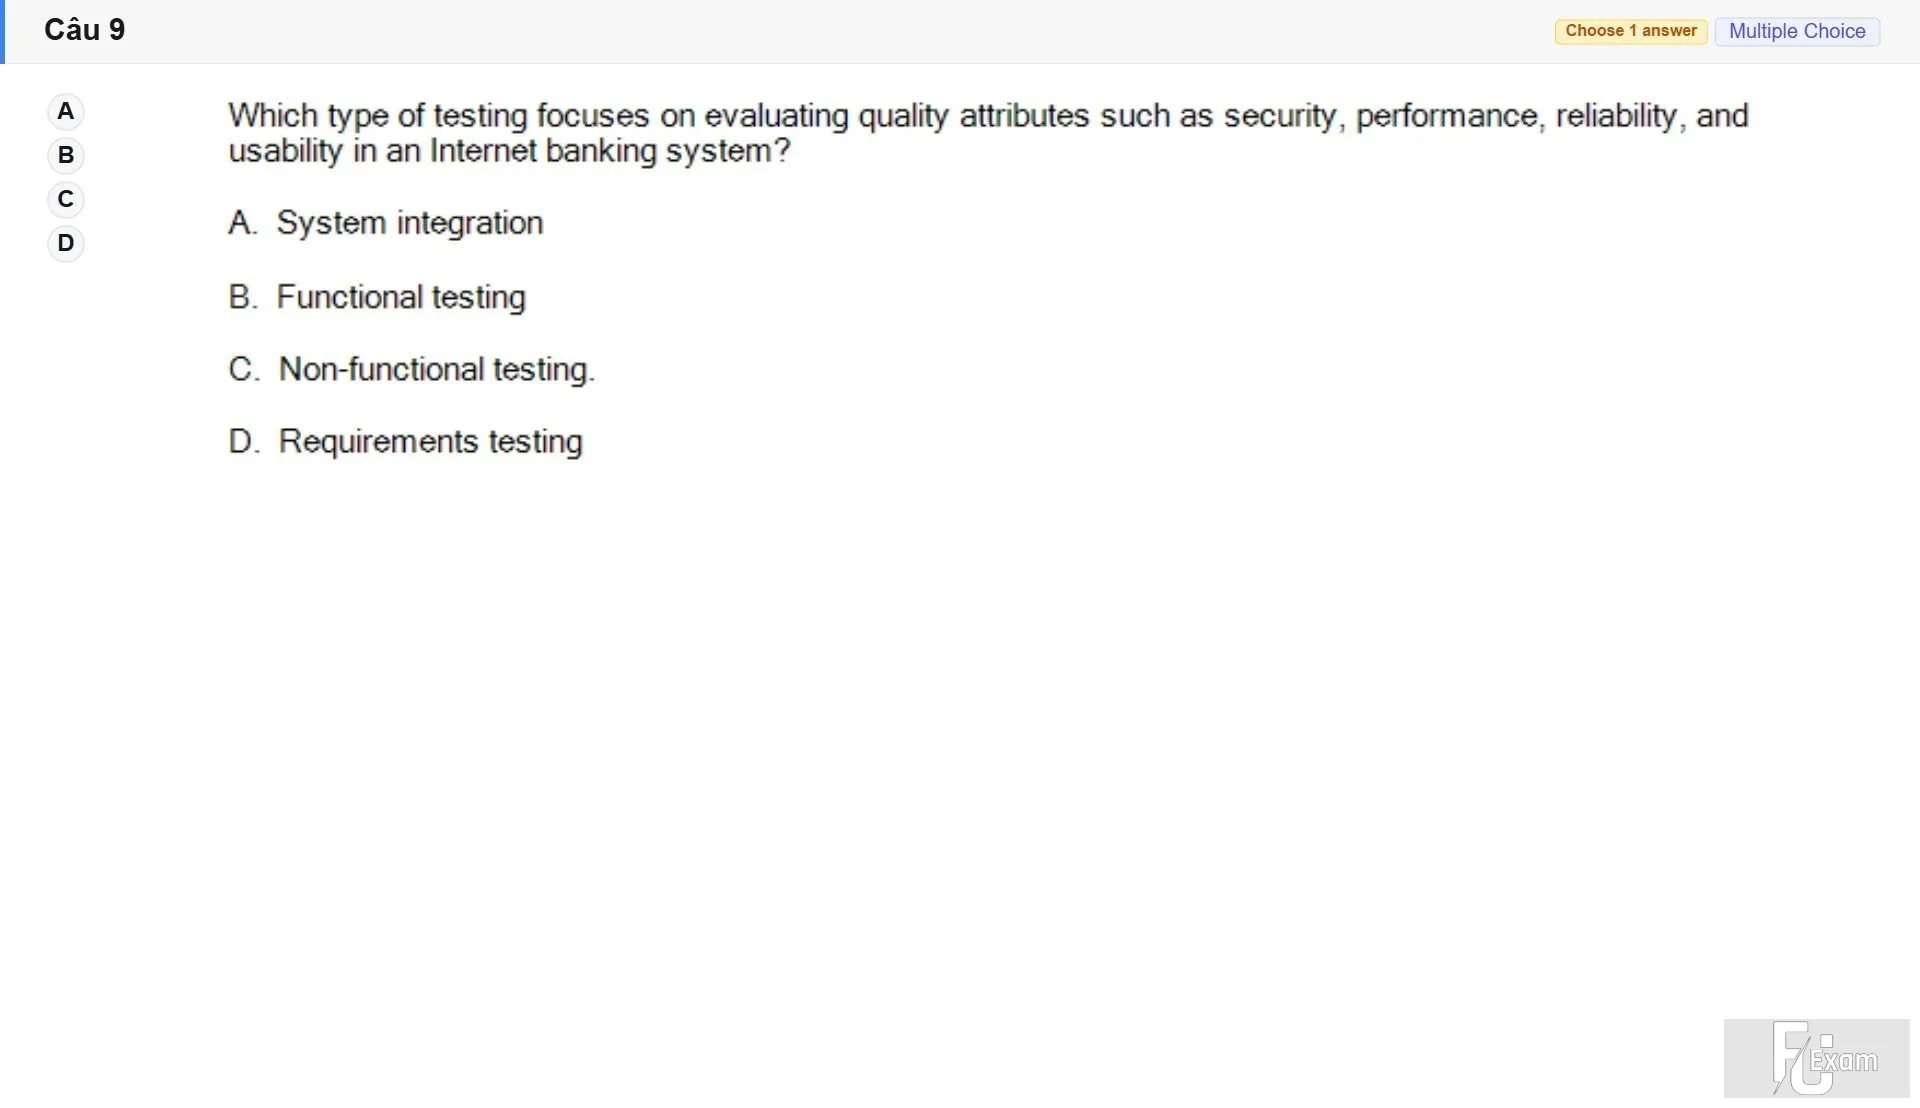 Câu 9
Choose 1 answer
Multiple Choice
A
B
C
D
Which type of testing focuses on evaluating quality attributes such as security, performance, reliability, and
usability in an Internet banking system?
A. System integration
B. Functional testing
C. Non-functional testing.
D. Requirements testing
FU Exam